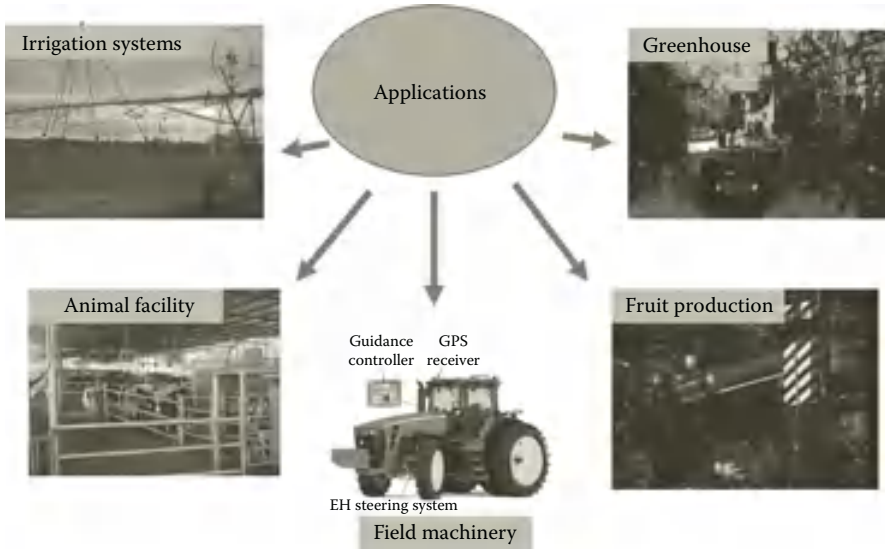 Irrigation systems
Applications
Greenhouse
Animal facility
Fruit production
Guidance
controller
GPS
receiver
EH steering system
Field machinery